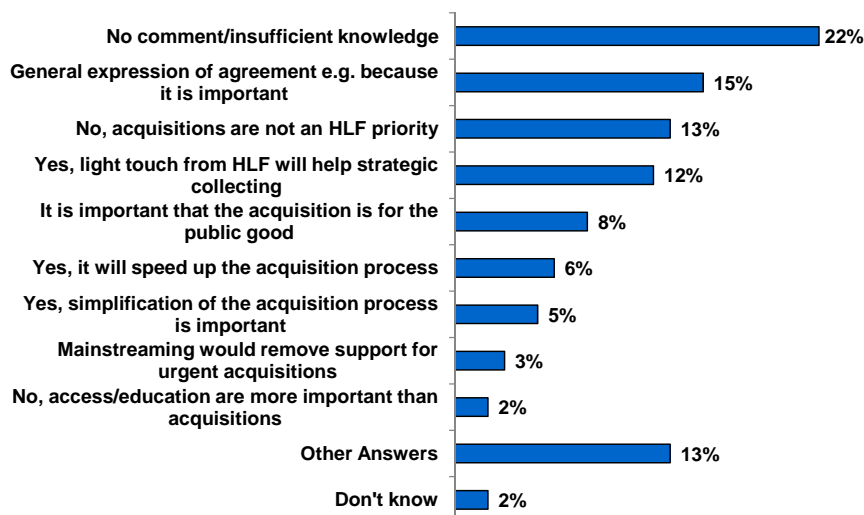 No comment/insufficient knowledge
22%
General expression of agreement e.g. because
it is important
15%
No, acquisitions are not an HLF priority
13%
Yes, light touch from HLF will help strategic
collecting
12%
It is important that the acquisition is for the
public good
8%
Yes, it will speed up the acquisition process
6%
Yes, simplification of the acquisition process
is important
5%
Mainstreaming would remove support for
urgent acquisitions
3%
No, access/education are more important than
acquisitions
2%
Other Answers
13%
Don't know
2%